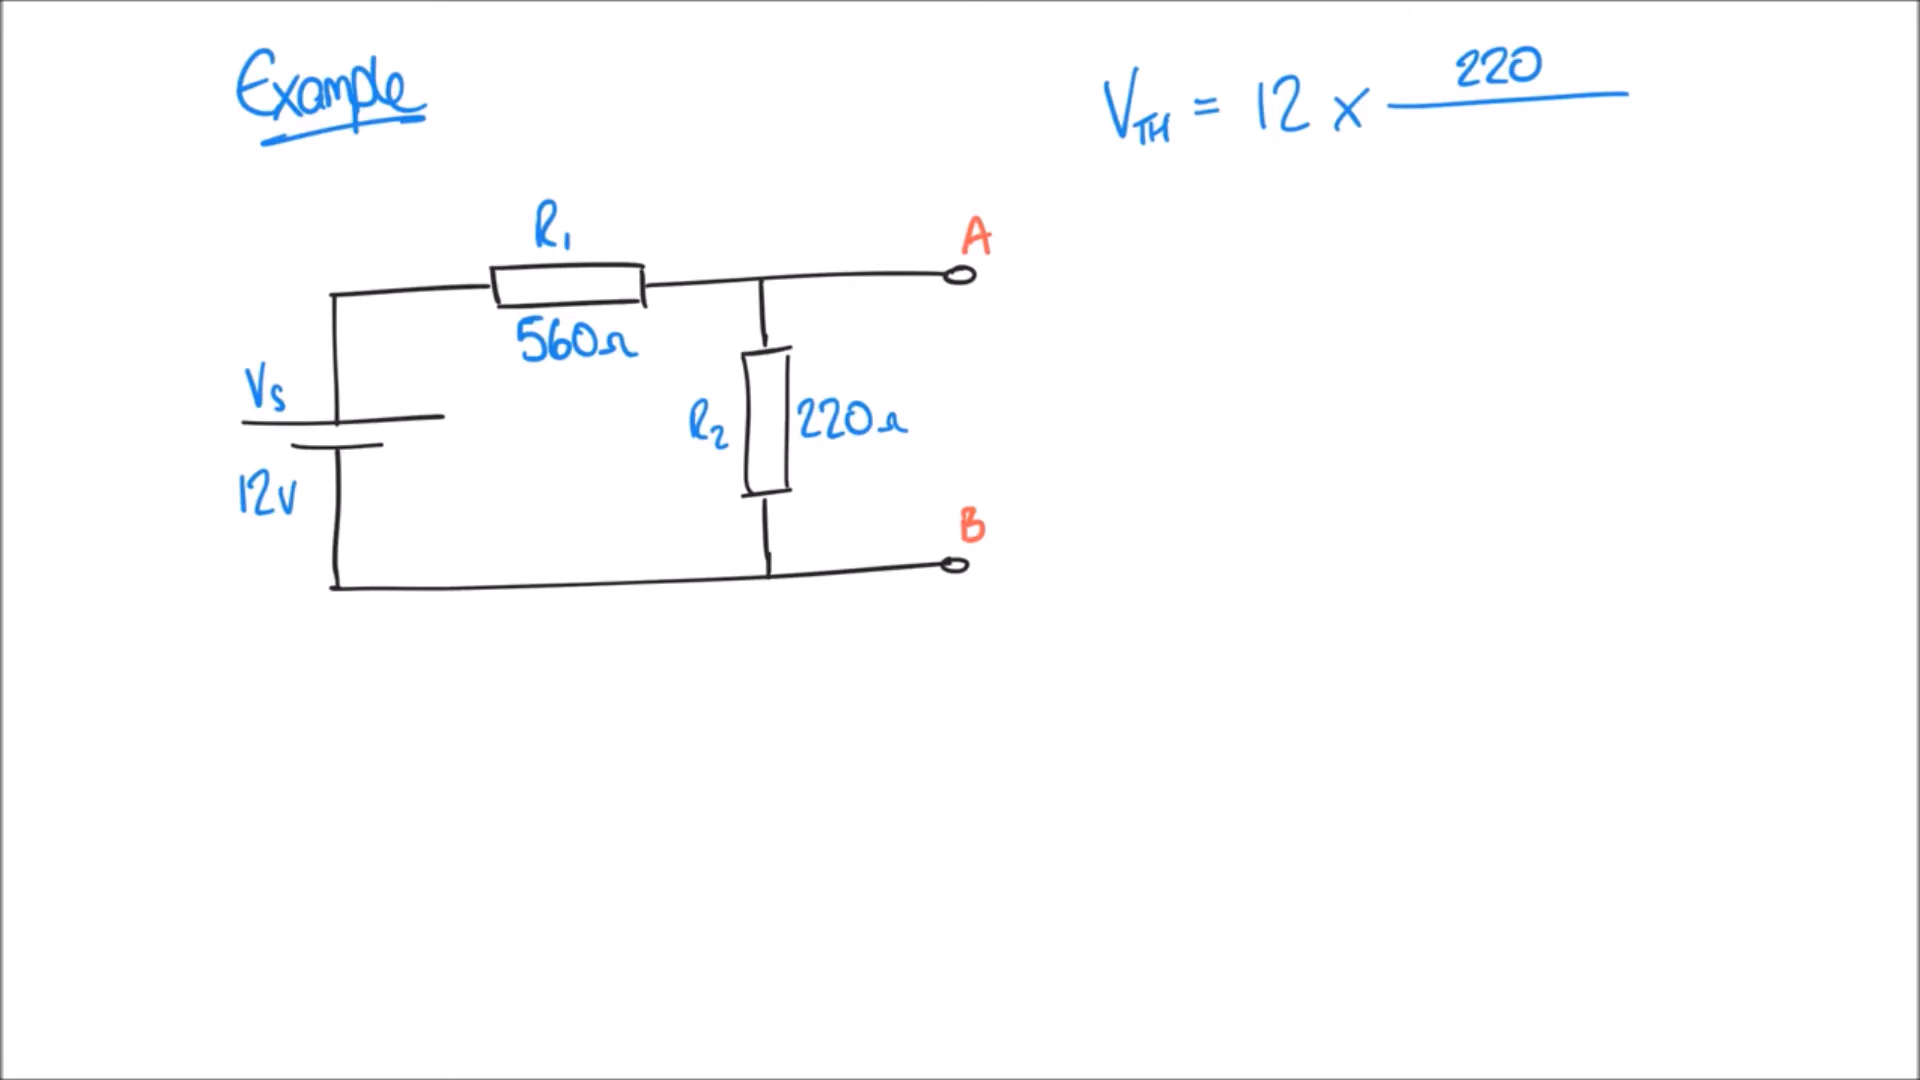 Example
V_TH = 12 x 220
R₁
A
560Ω
Vs
R₂ 220Ω
12V
B